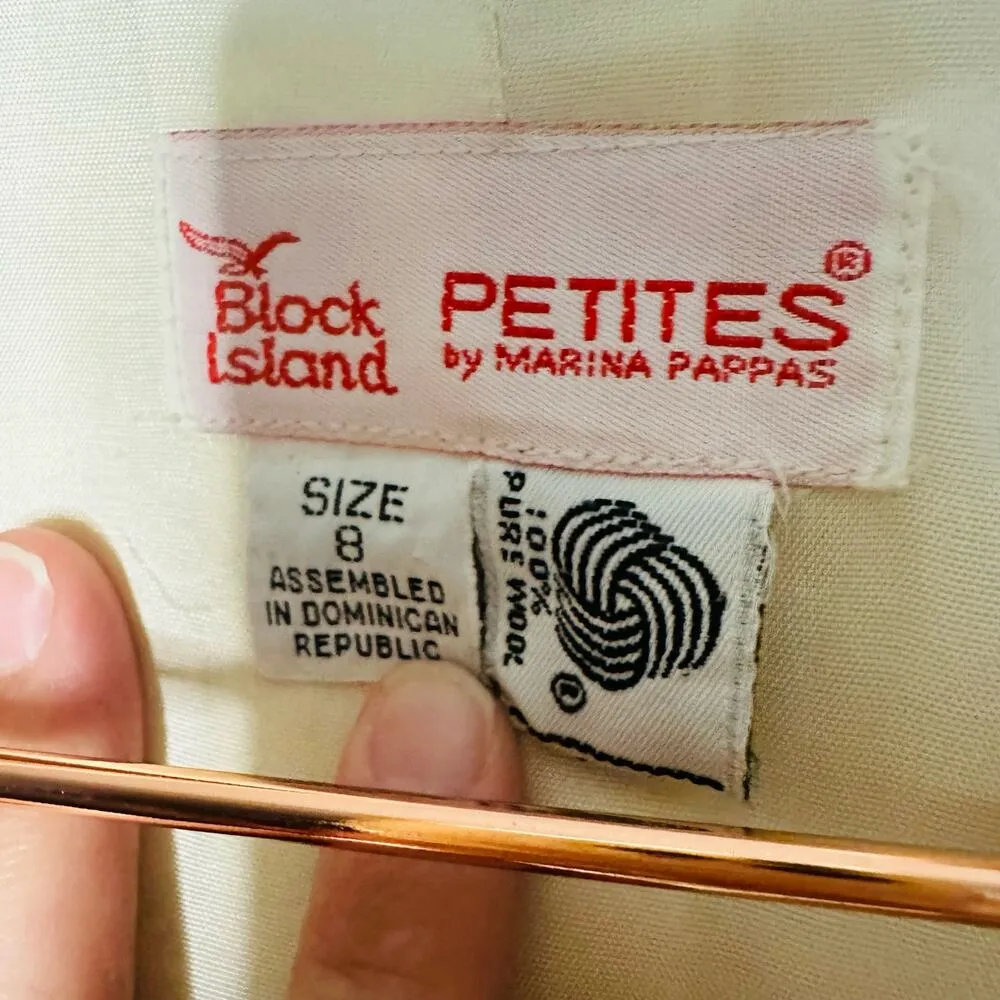 Block
Island
PETITES®
by MARINA PAPPAS
SIZE
8
ASSEMBLED
IN DOMINICAN
REPUBLIC
100%
PURE WOOL
®